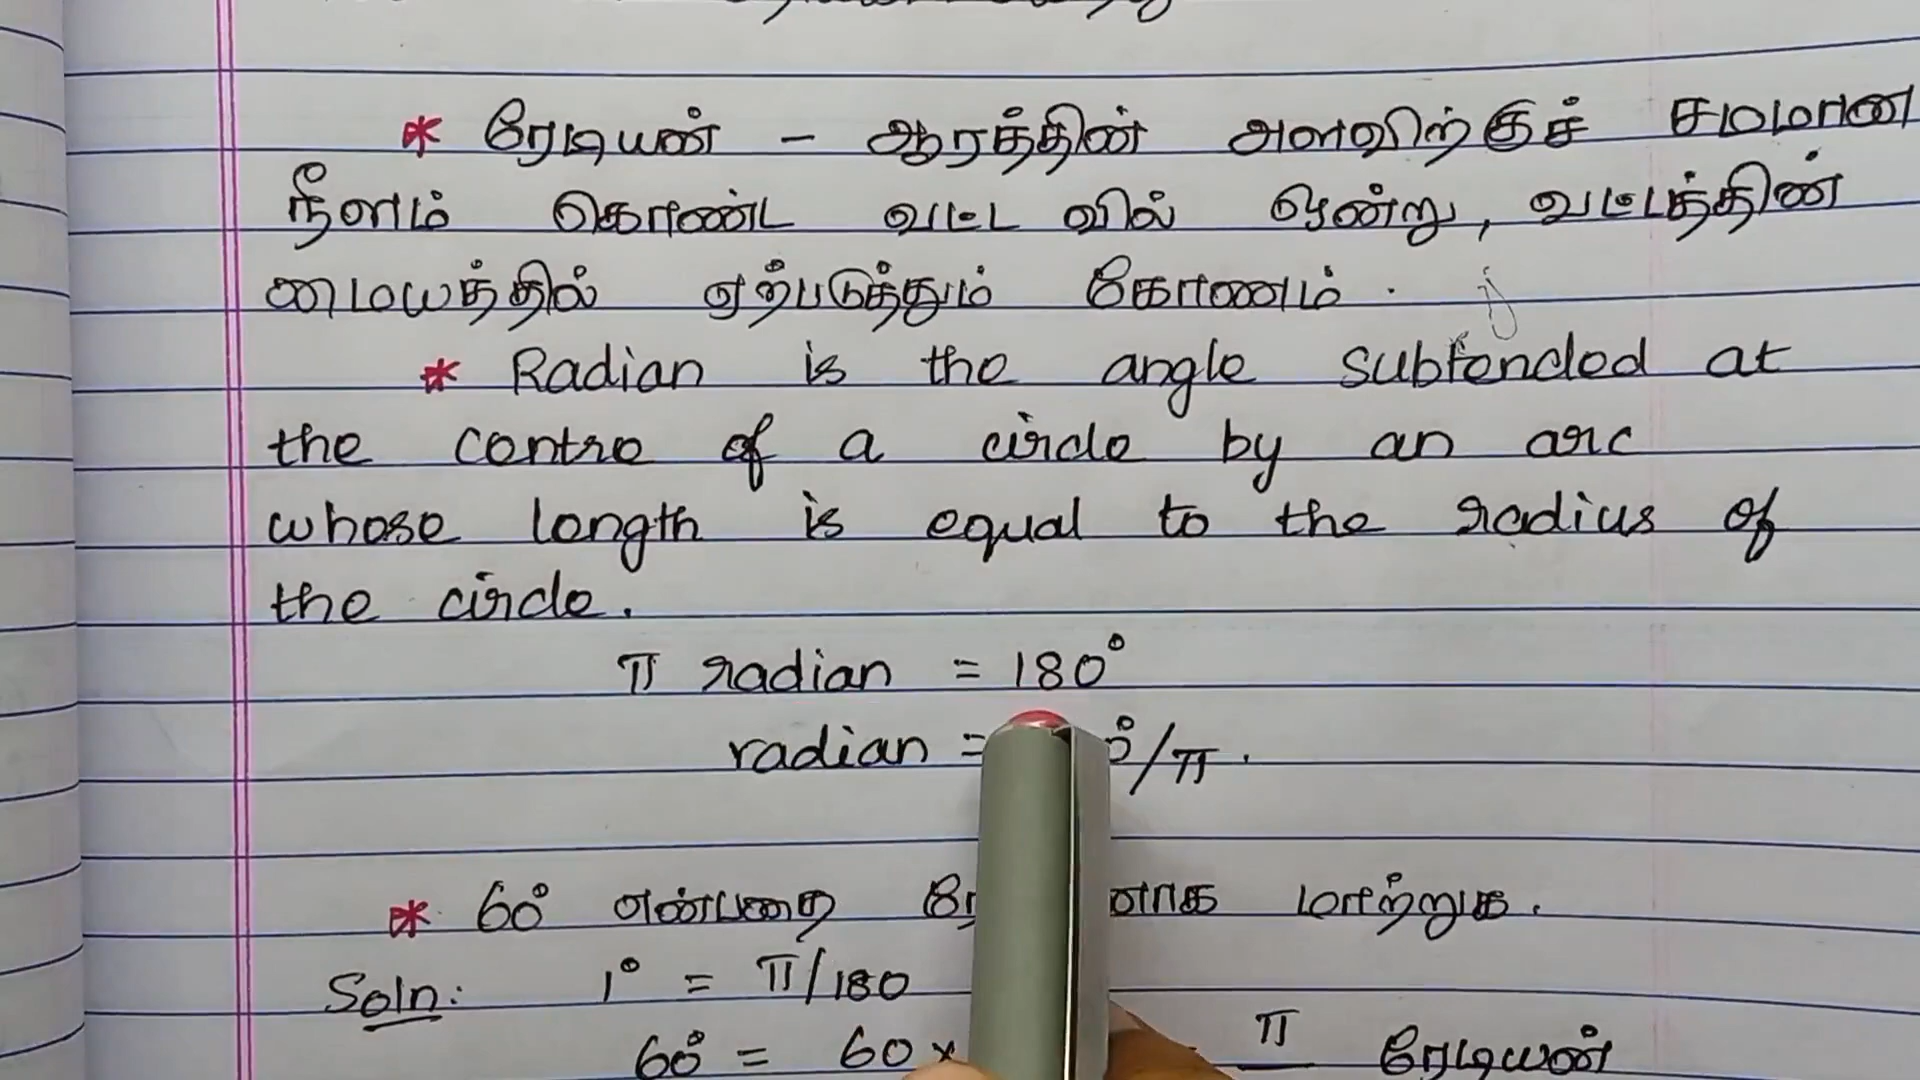 * ரேடியன் - ஆரத்தின் அளவிற்குச் சமமான
நீளம் கொண்ட வட்ட வில் ஒன்று, வட்டத்தின்
மையத்தில் ஏற்படுத்தும் கோணம்.
* Radian is the angle subtended at
the centre of a circle by an arc
whose length is equal to the radius of
the circle.
π radian = 180°
radian = °/π.
* 60° என்பதை மாற்றுக.
Soln: 1° = π/180
60° = 60 × π ரேடியன்